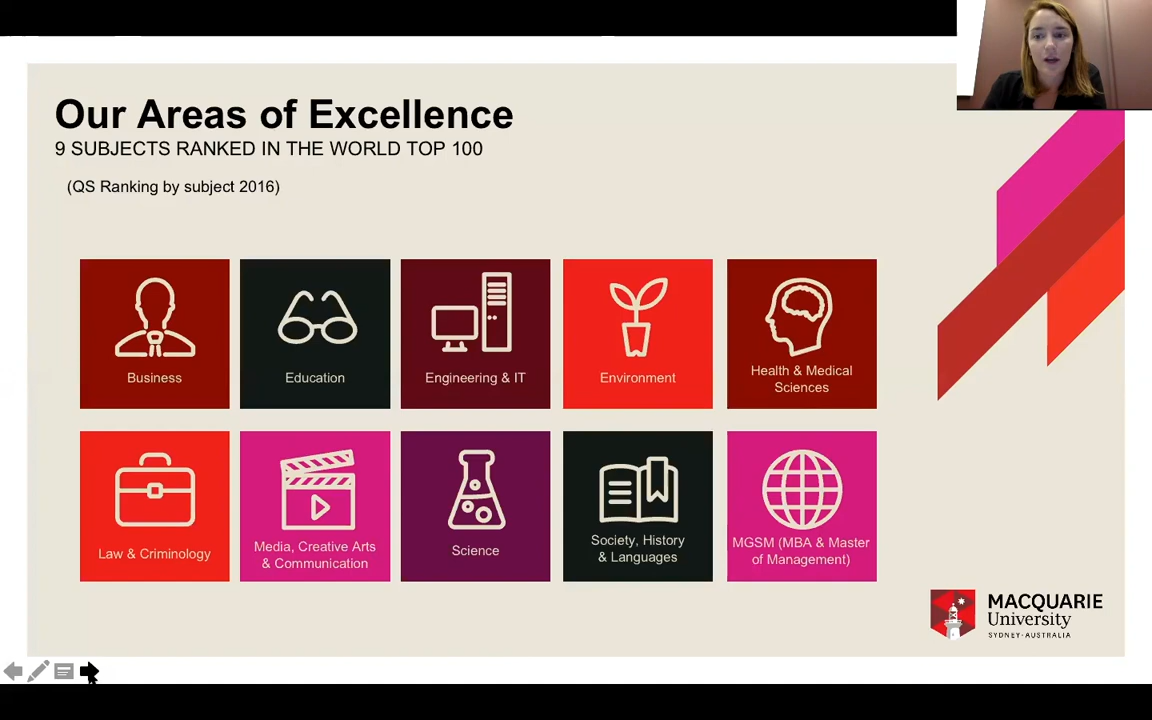 Our Areas of Excellence
9 SUBJECTS RANKED IN THE WORLD TOP 100
(QS Ranking by subject 2016)
Business
Education
Engineering & IT
Environment
Health & Medical
Sciences
Law & Criminology
Media, Creative Arts
& Communication
Science
Society, History
& Languages
MGSM (MBA & Master
of Management)
MACQUARIE
University
SYDNEY·AUSTRALIA